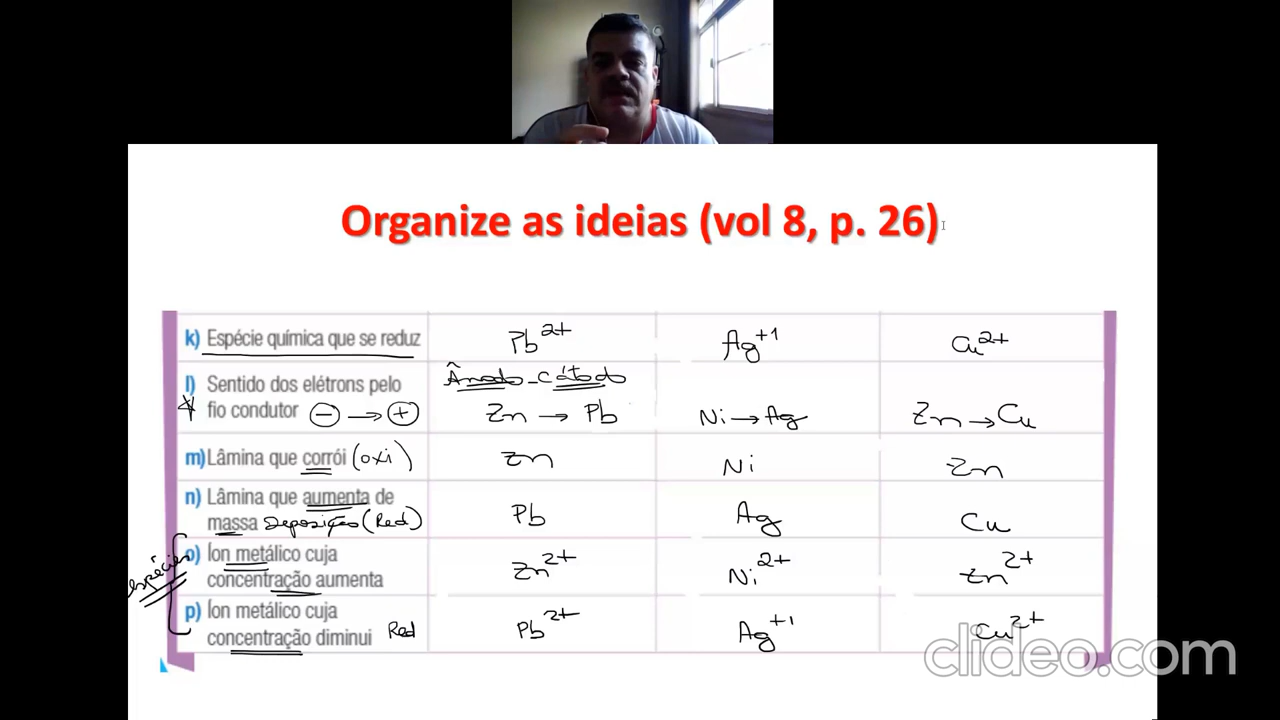 Organize as ideias (vol 8, p. 26)
k) Espécie química que se reduz Pb2+ Ag+1 Cu2+
l) Sentido dos elétrons pelo Ânodo - Cátodo
fio condutor - → + Zn → Pb Ni → Ag Zn → Cu
m) Lâmina que corrói (oxi) Zn Ni Zn
n) Lâmina que aumenta de
massa Deposição (Red) Pb Ag Cu
espécies
o) Íon metálico cuja
concentração aumenta Zn2+ Ni2+ Zn2+
p) Íon metálico cuja
concentração diminui Red Pb2+ Ag+1 Cu2+
clideo.com